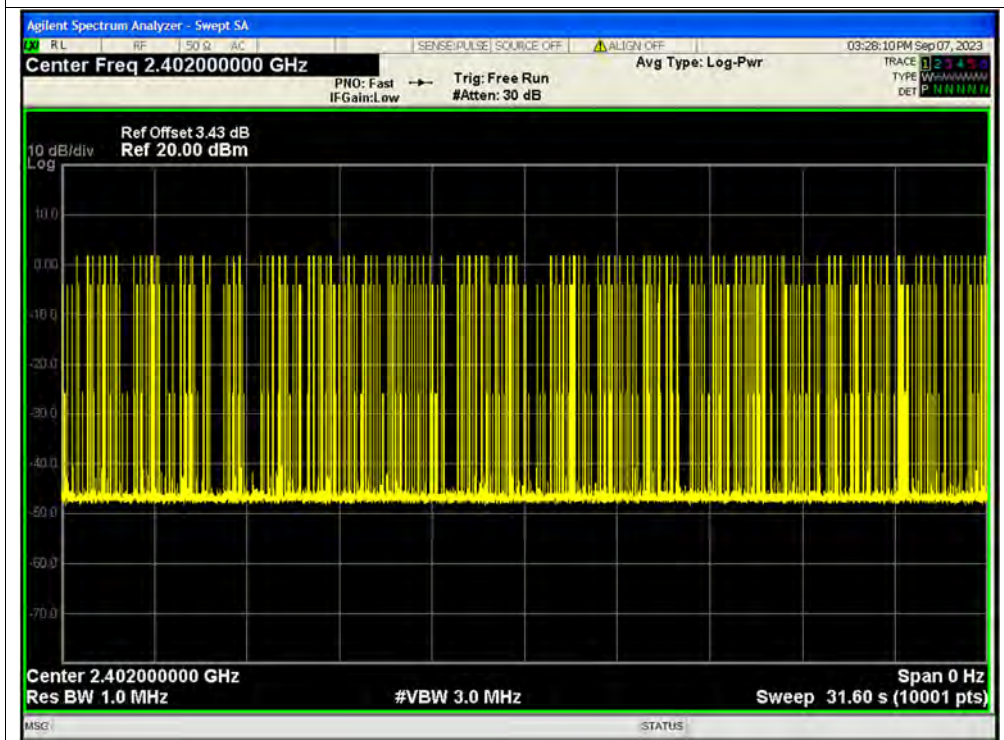 Agilent Spectrum Analyzer - Swept SA
LXI RL RF 50 Ω AC SENSE:PULSE SOURCE OFF ALIGN OFF 03:28:10 PM Sep 07, 2023
Center Freq 2.402000000 GHz Avg Type: Log-Pwr TRACE 1 2 3 4 5 6
PNO: Fast Trig: Free Run TYPE W
IFGain:Low #Atten: 30 dB DET P N N N N N
Ref Offset 3.43 dB
10 dB/div Ref 20.00 dBm
Log
10.0
0.00
-10.0
-20.0
-30.0
-40.0
-50.0
-60.0
-70.0
Center 2.402000000 GHz Span 0 Hz
Res BW 1.0 MHz #VBW 3.0 MHz Sweep 31.60 s (10001 pts)
MSG STATUS